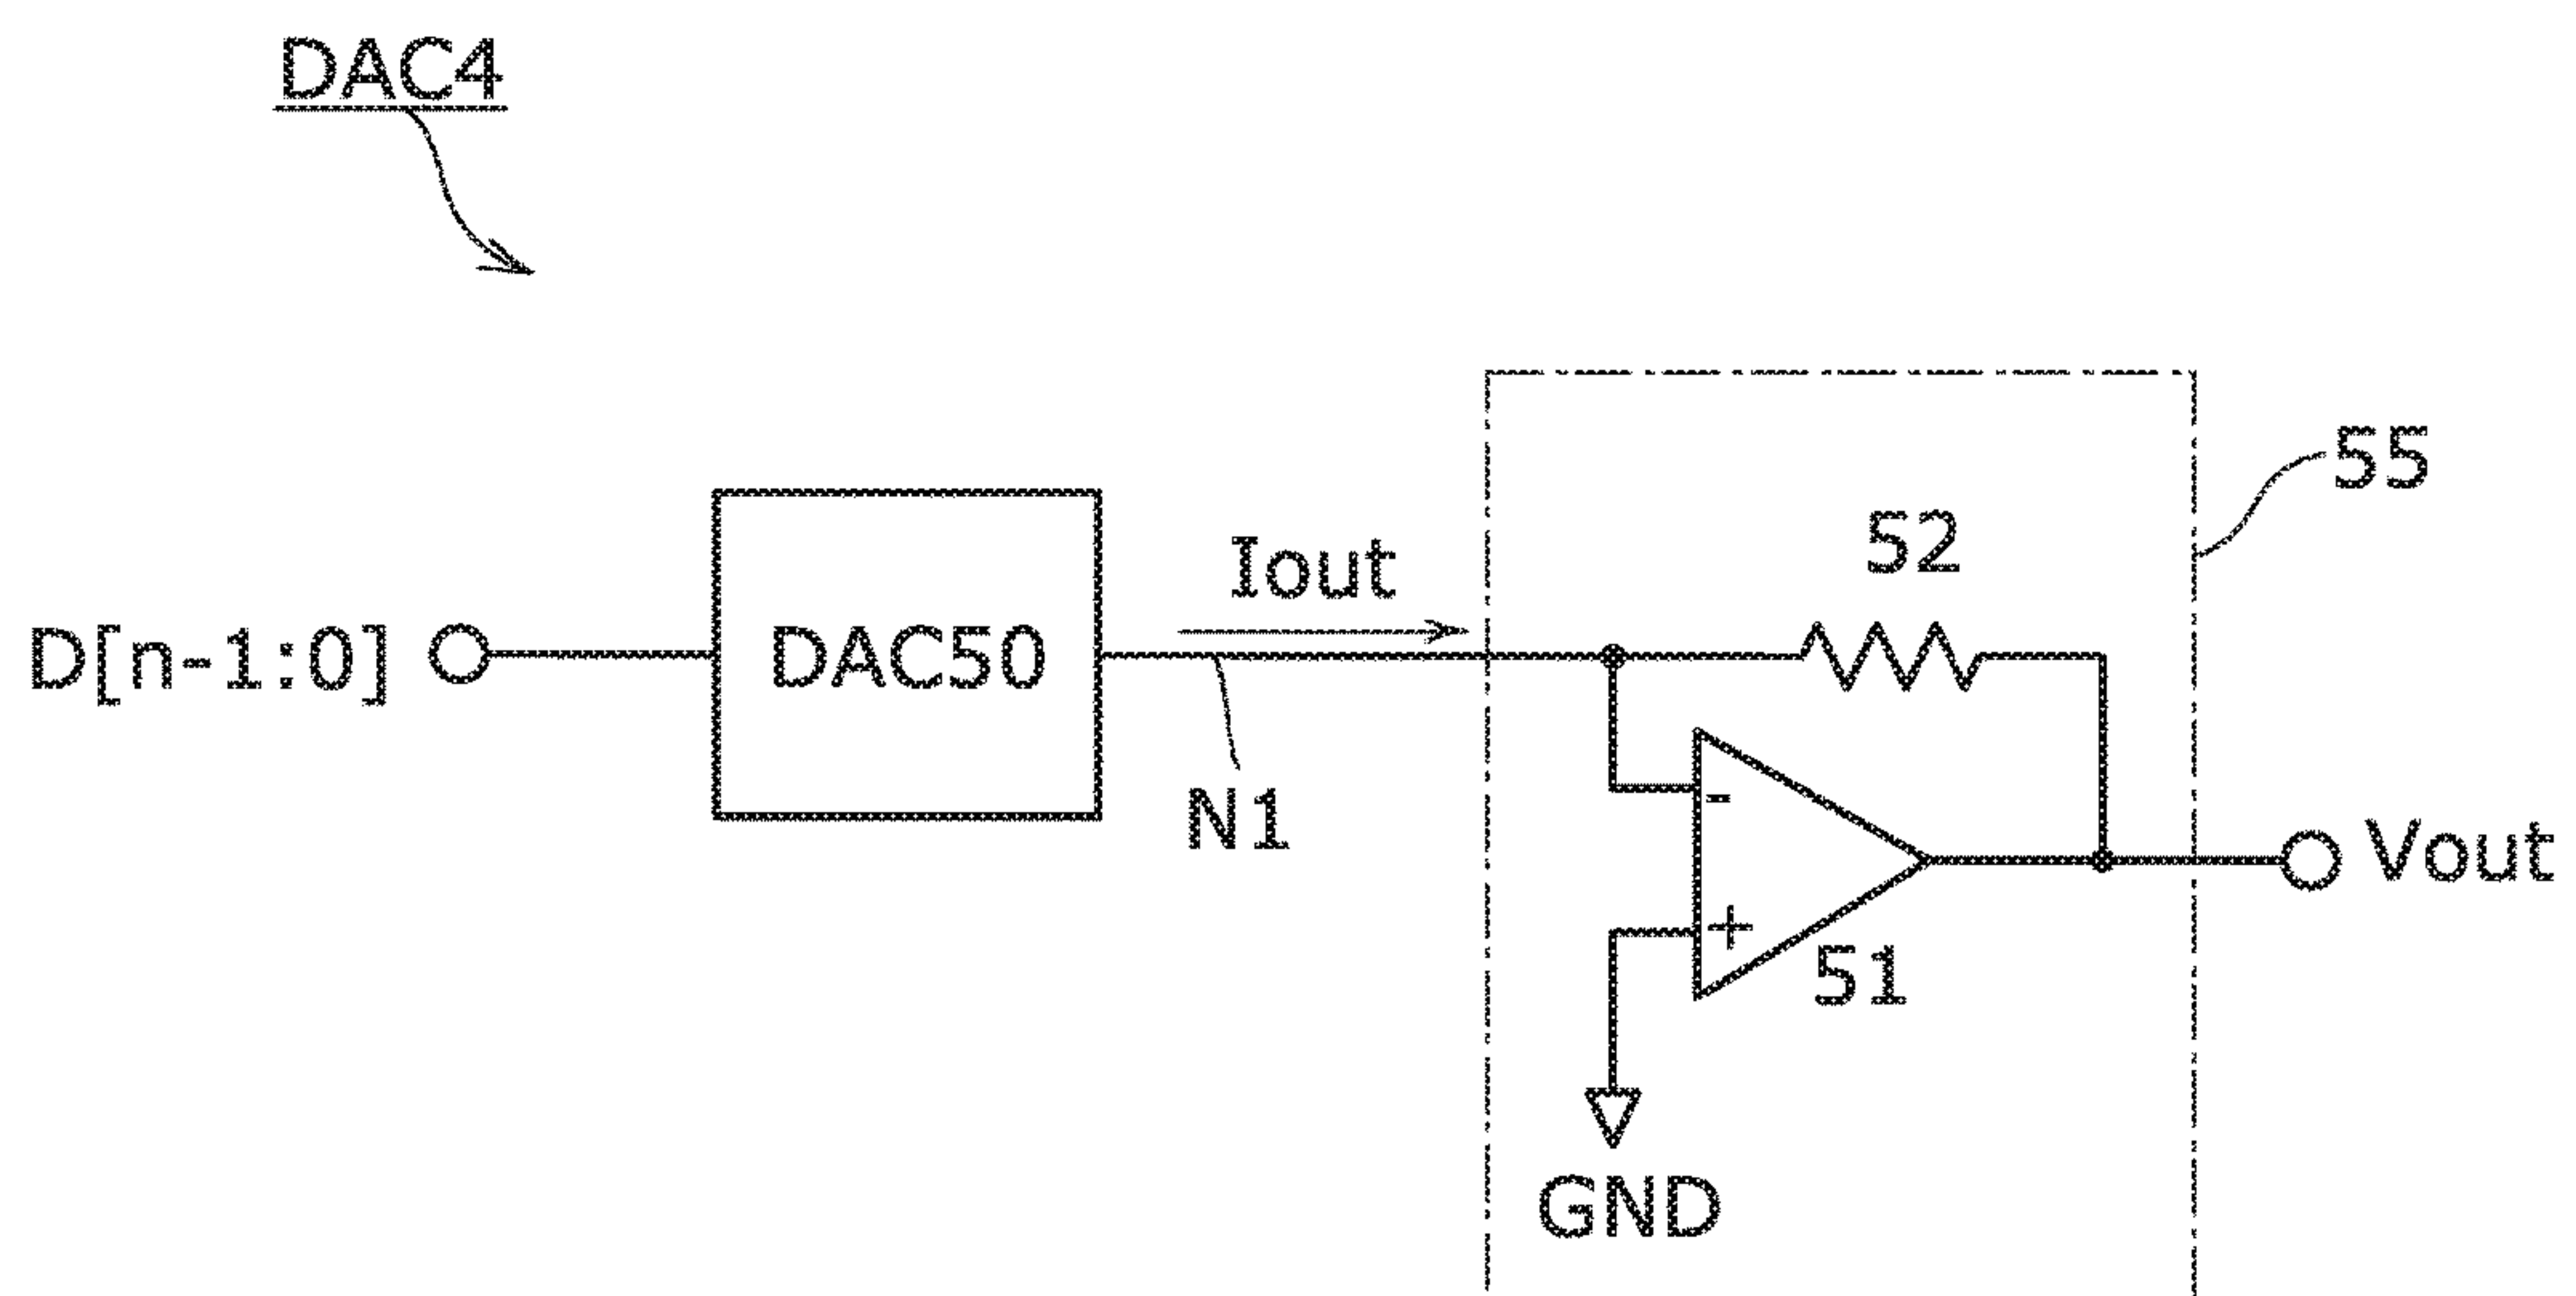 DAC4
55
52
Iout
D[n-1:0]
DAC50
N1
-
+
51
Vout
GND